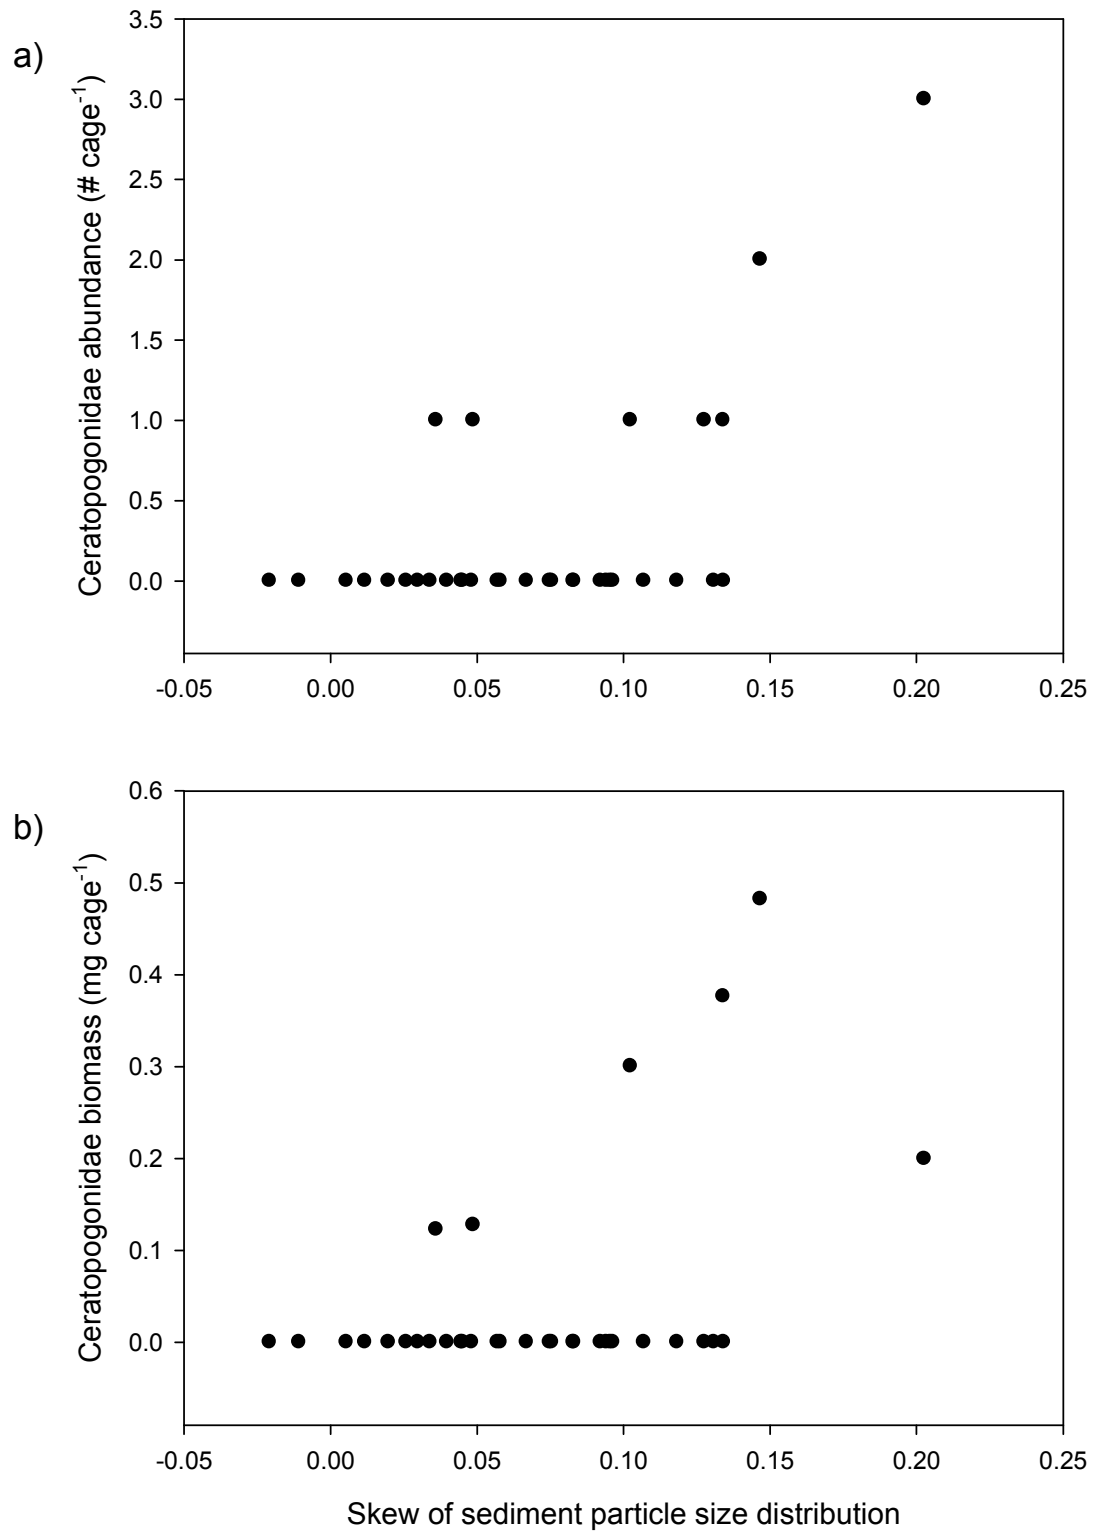 a)
Ceratopogonidae abundance (# cage⁻¹)
3.5
3.0
2.5
2.0
1.5
1.0
0.5
0.0
-0.05 0.00 0.05 0.10 0.15 0.20 0.25
b)
Ceratopogonidae biomass (mg cage⁻¹)
0.6
0.5
0.4
0.3
0.2
0.1
0.0
-0.05 0.00 0.05 0.10 0.15 0.20 0.25
Skew of sediment particle size distribution